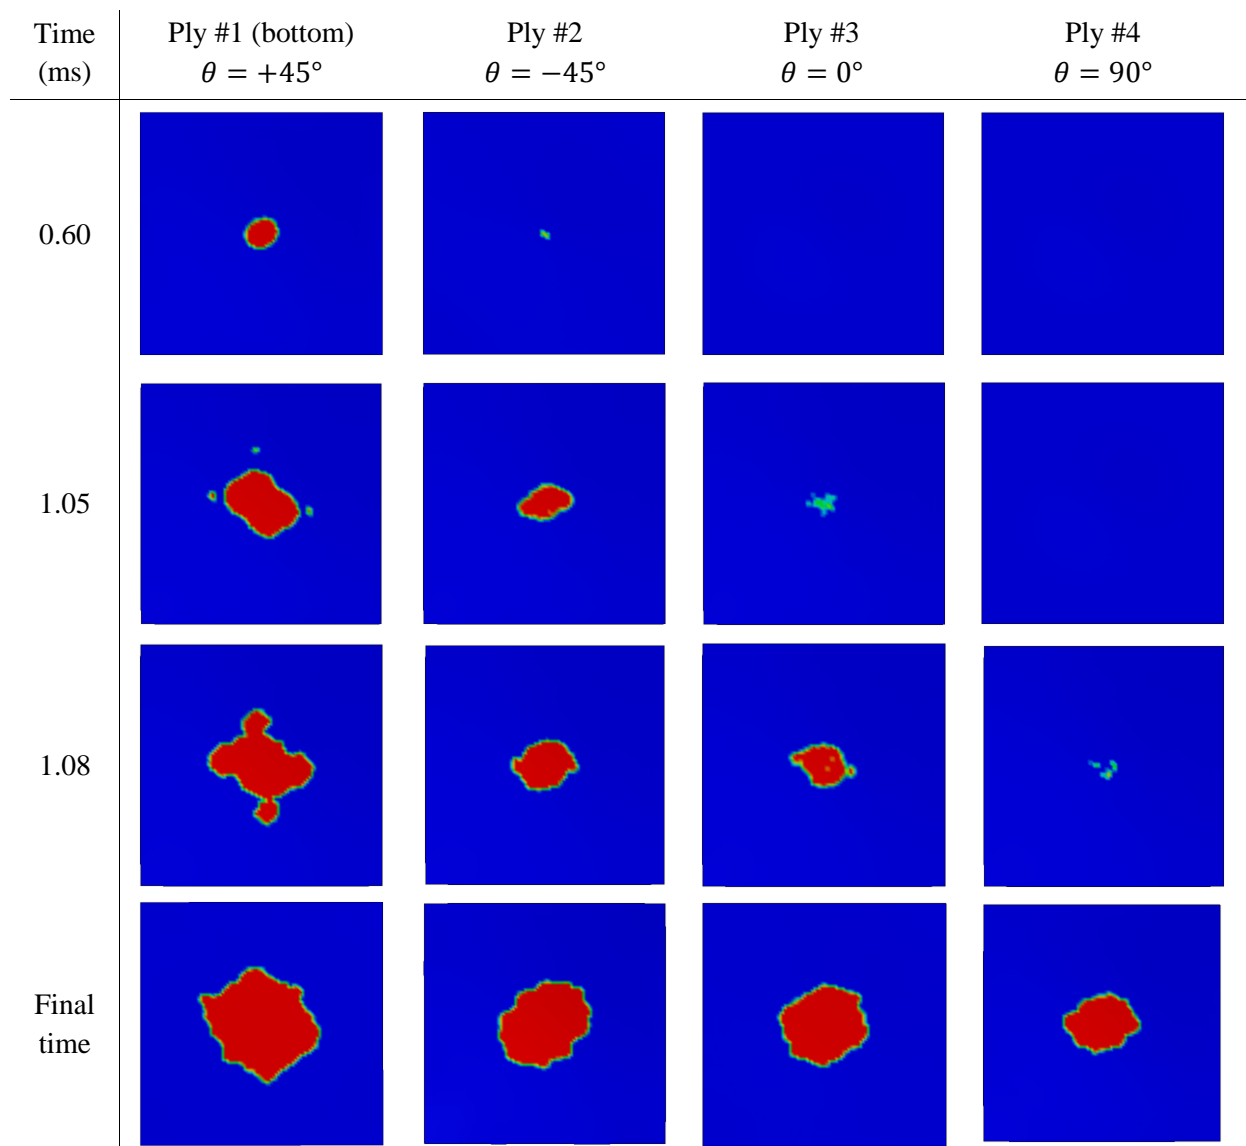 Time Ply #1 (bottom) Ply #2 Ply #3 Ply #4
(ms) θ = +45° θ = −45° θ = 0° θ = 90°
0.60
1.05
1.08
Final
time